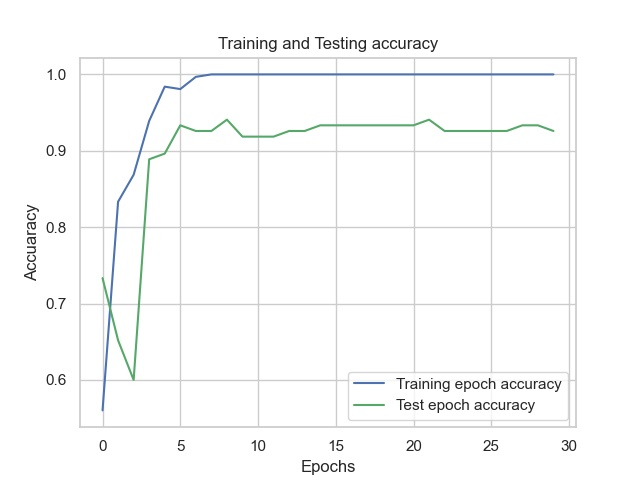 Training and Testing accuracy
Accuaracy
1.0
0.9
0.8
0.7
0.6
0
5
10
15
20
25
30
Epochs
Training epoch accuracy
Test epoch accuracy